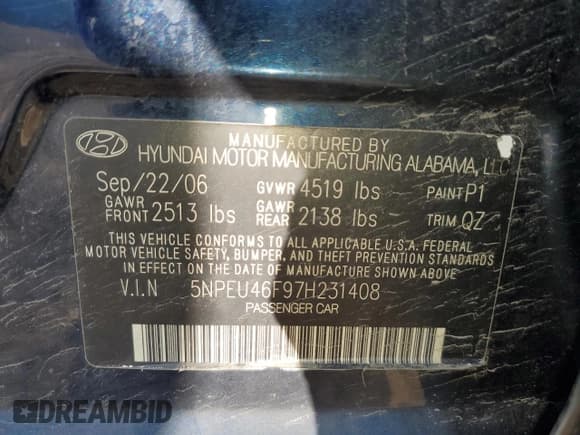 MANUFACTURED BY
HYUNDAI MOTOR MANUFACTURING ALABAMA, LLC
Sep/22/06 GVWR 4519 lbs PAINT P1
GAWR FRONT 2513 lbs GAWR REAR 2138 lbs TRIM QZ
THIS VEHICLE CONFORMS TO ALL APPLICABLE U.S.A. FEDERAL
MOTOR VEHICLE SAFETY, BUMPER, AND THEFT PREVENTION STANDARDS
IN EFFECT ON THE DATE OF MANUFACTURE SHOWN ABOVE.
V.I.N 5NPEU46F97H231408
PASSENGER CAR
DREAMBID